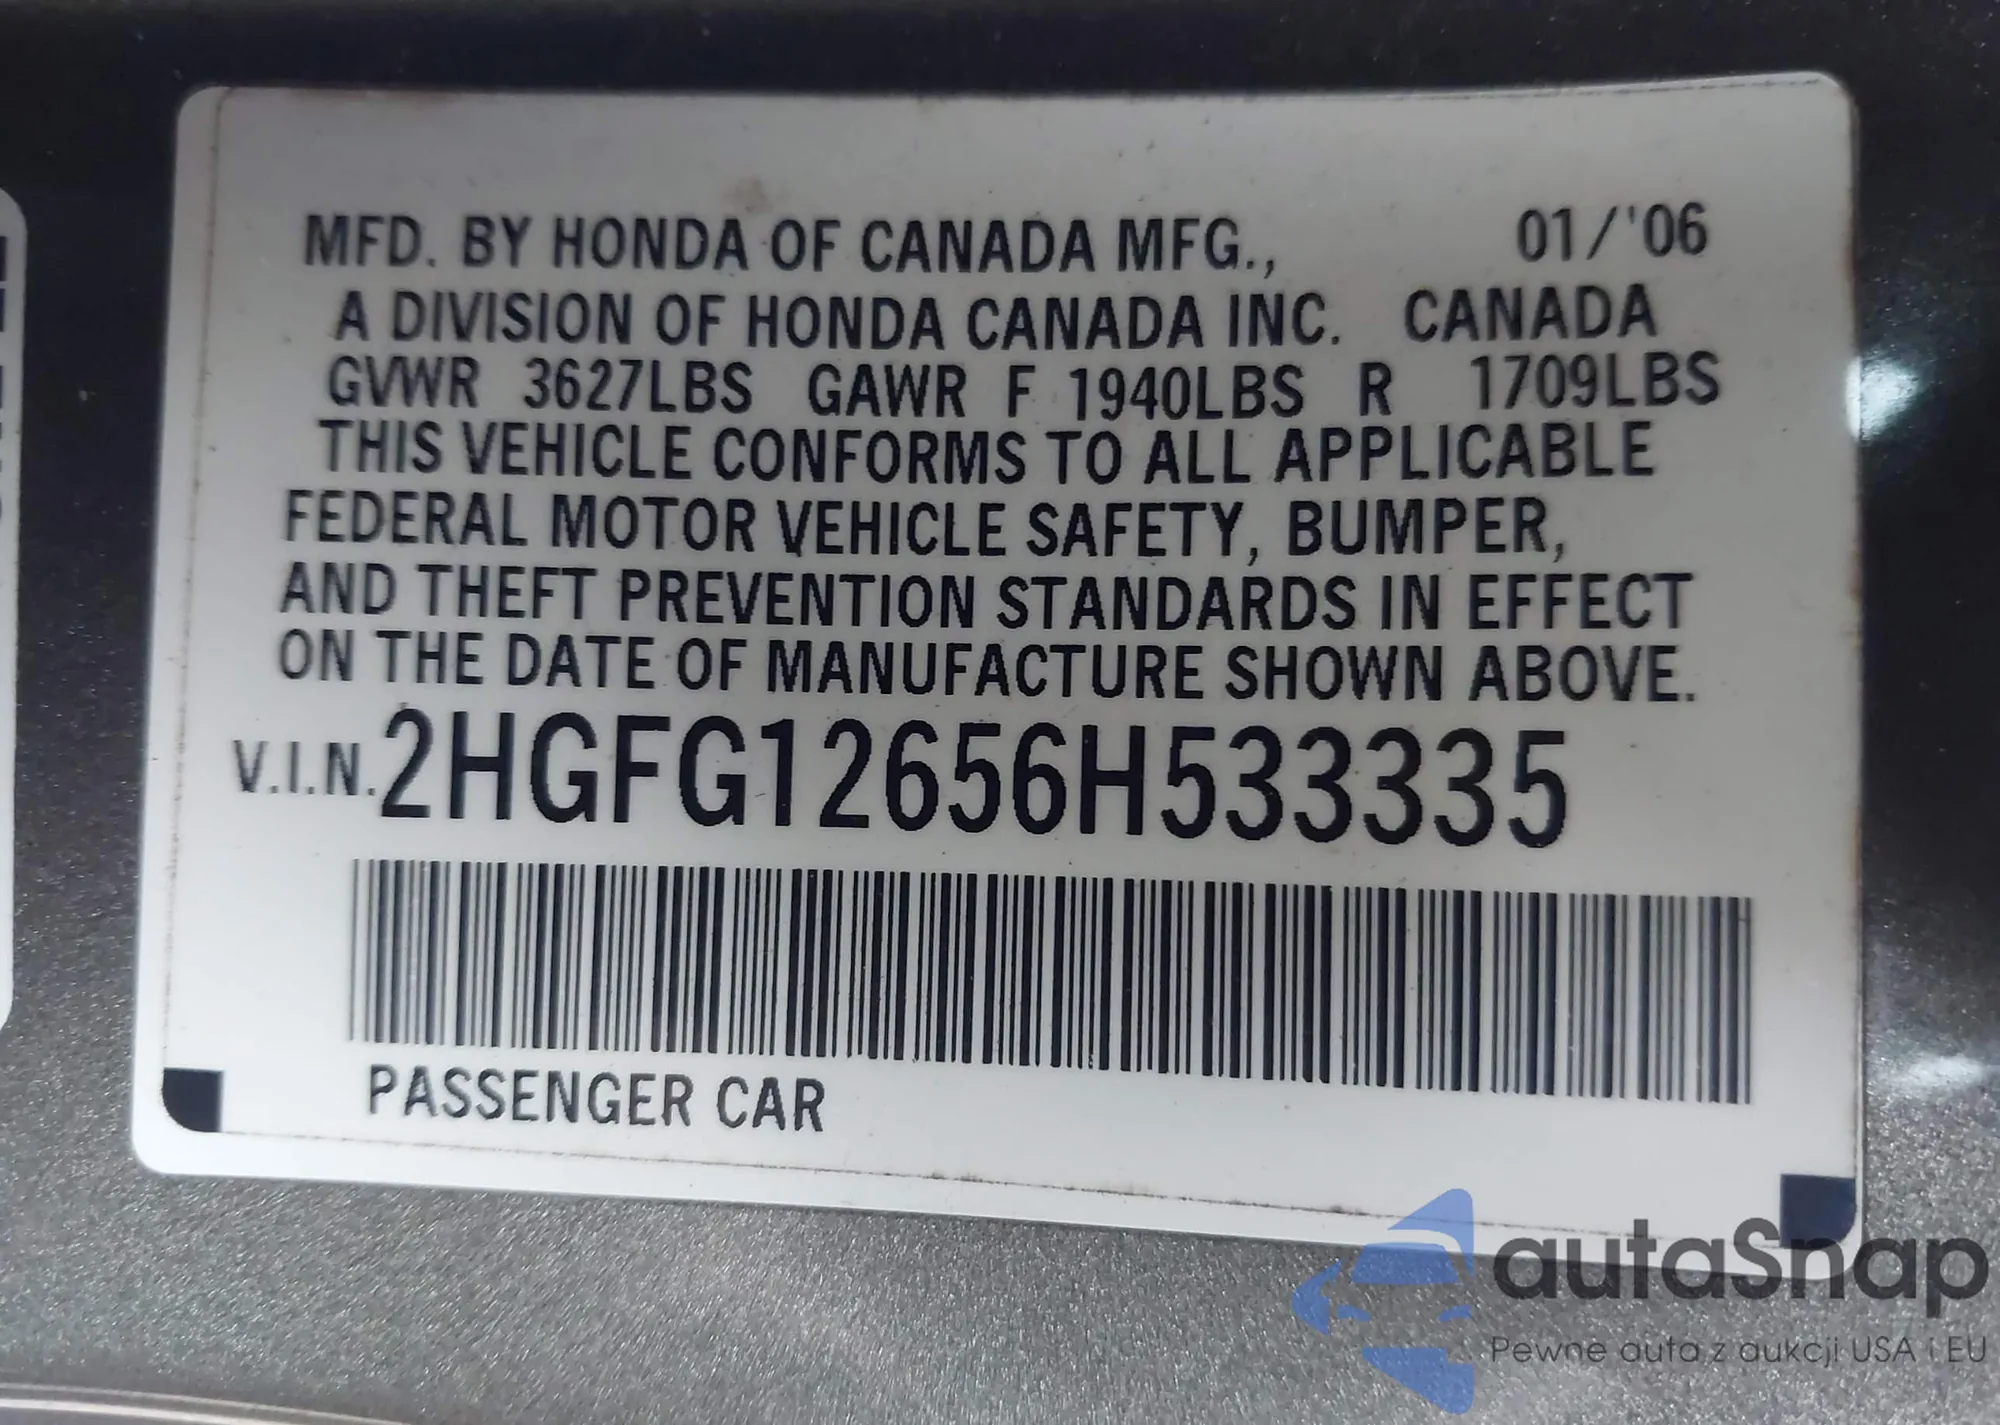 MFD. BY HONDA OF CANADA MFG., 01/'06
A DIVISION OF HONDA CANADA INC. CANADA
GVWR 3627LBS GAWR F 1940LBS R 1709LBS
THIS VEHICLE CONFORMS TO ALL APPLICABLE
FEDERAL MOTOR VEHICLE SAFETY, BUMPER,
AND THEFT PREVENTION STANDARDS IN EFFECT
ON THE DATE OF MANUFACTURE SHOWN ABOVE.
V.I.N. 2HGFG12656H533335
PASSENGER CAR
autaSnap
Pewne auta z aukcji USA i EU